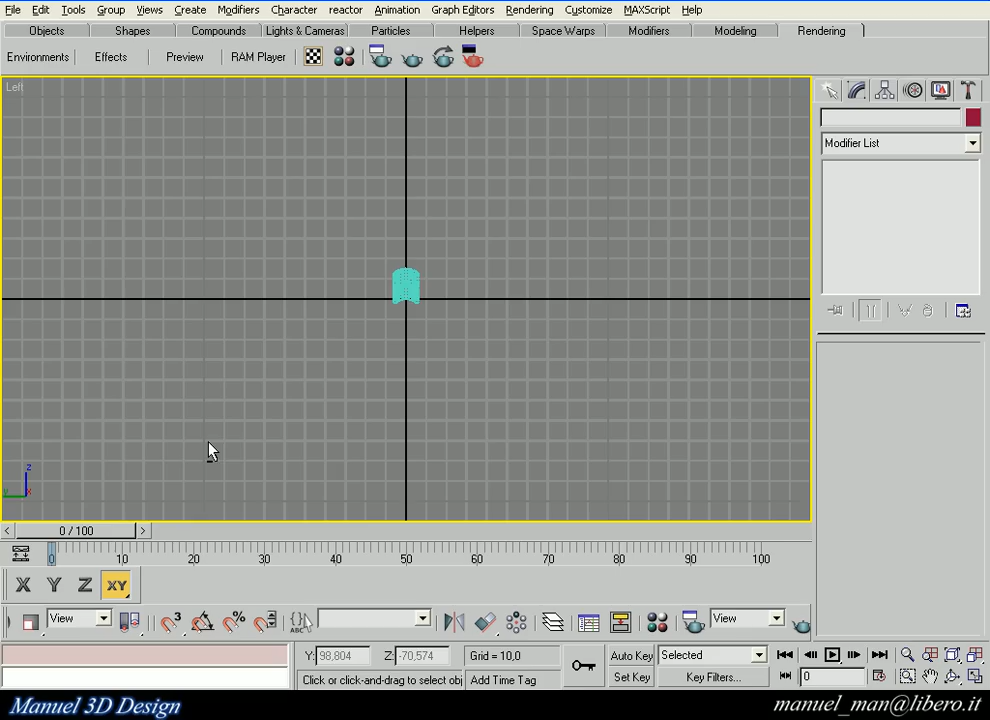 File Edit Tools Group Views Create Modifiers Character reactor Animation Graph Editors Rendering Customize MAXScript Help
Objects Shapes Compounds Lights & Cameras Particles Helpers Space Warps Modifiers Modeling Rendering
Environments Effects Preview RAM Player
Left
Modifier List
z
y x
< 0 / 100 >
0 10 20 30 40 50 60 70 80 90 100
X Y Z XY
View 3 % ABC View
Y: 98,804 Z: -70,574 Grid = 10,0 Auto Key Selected
Click or click-and-drag to select obj Add Time Tag Set Key Key Filters... 0
Manuel 3D Design manuel_man@libero.it